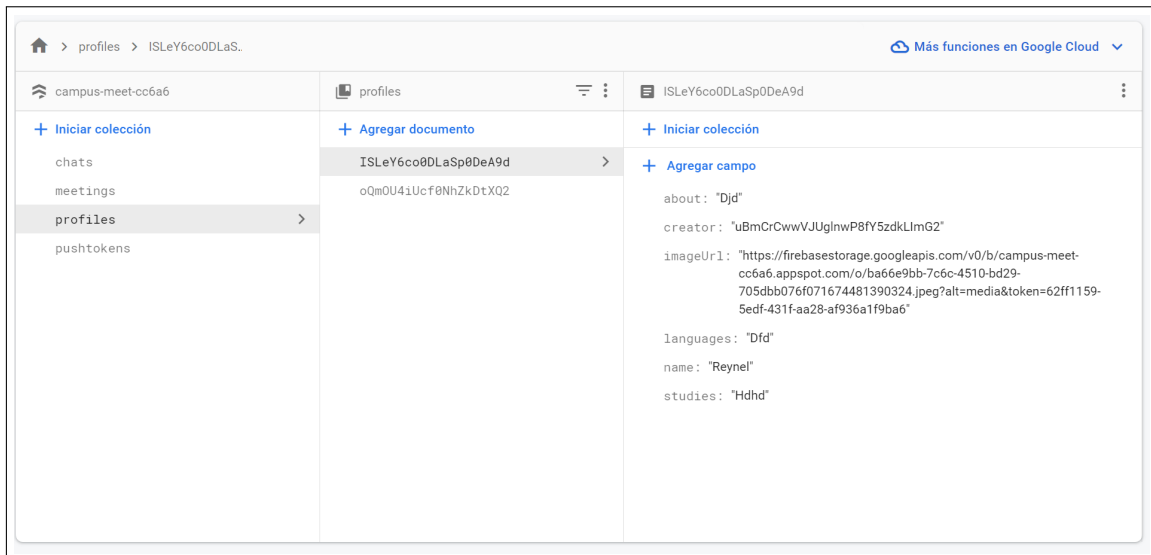 profiles > ISLeY6co0DLaS..
Más funciones en Google Cloud
campus-meet-cc6a6
+ Iniciar colección
chats
meetings
profiles
pushtokens
profiles
+ Agregar documento
ISLeY6co0DLaSp0DeA9d
oQmOU4iUcf0NhZkDtXQ2
ISLeY6co0DLaSp0DeA9d
+ Iniciar colección
+ Agregar campo
about: "Djd"
creator: "uBmCrCwwVJUglnwP8fY5zdkLImG2"
imageUrl: "https://firebasestorage.googleapis.com/v0/b/campus-meet-
cc6a6.appspot.com/o/ba66e9bb-7c6c-4510-bd29-
705dbb076f071674481390324.jpeg?alt=media&token=62ff1159-
5edf-431f-aa28-af936a1f9ba6"
languages: "Dfd"
name: "Reynel"
studies: "Hdhd"